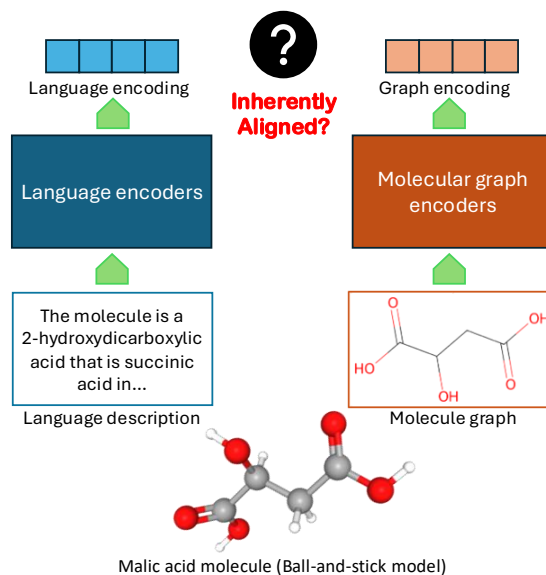 ?
Language encoding
Graph encoding
Inherently
Aligned?
Language encoders
Molecular graph
encoders
The molecule is a
2-hydroxydicarboxylic
acid that is succinic
acid in...
O
OH
HO
OH
O
Language description
Molecule graph
Malic acid molecule (Ball-and-stick model)